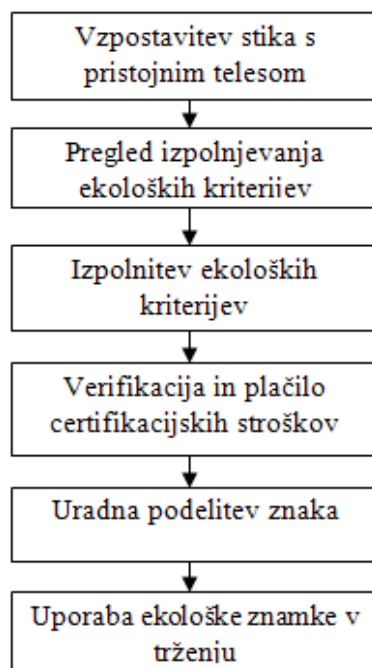 Vzpostavitev stika s
pristojnim telesom
Pregled izpolnjevanja
ekoloških kriterijev
Izpolnitev ekoloških
kriterijev
Verifikacija in plačilo
certifikacijskih stroškov
Uradna podelitev znaka
Uporaba ekološke znamke v
trženju